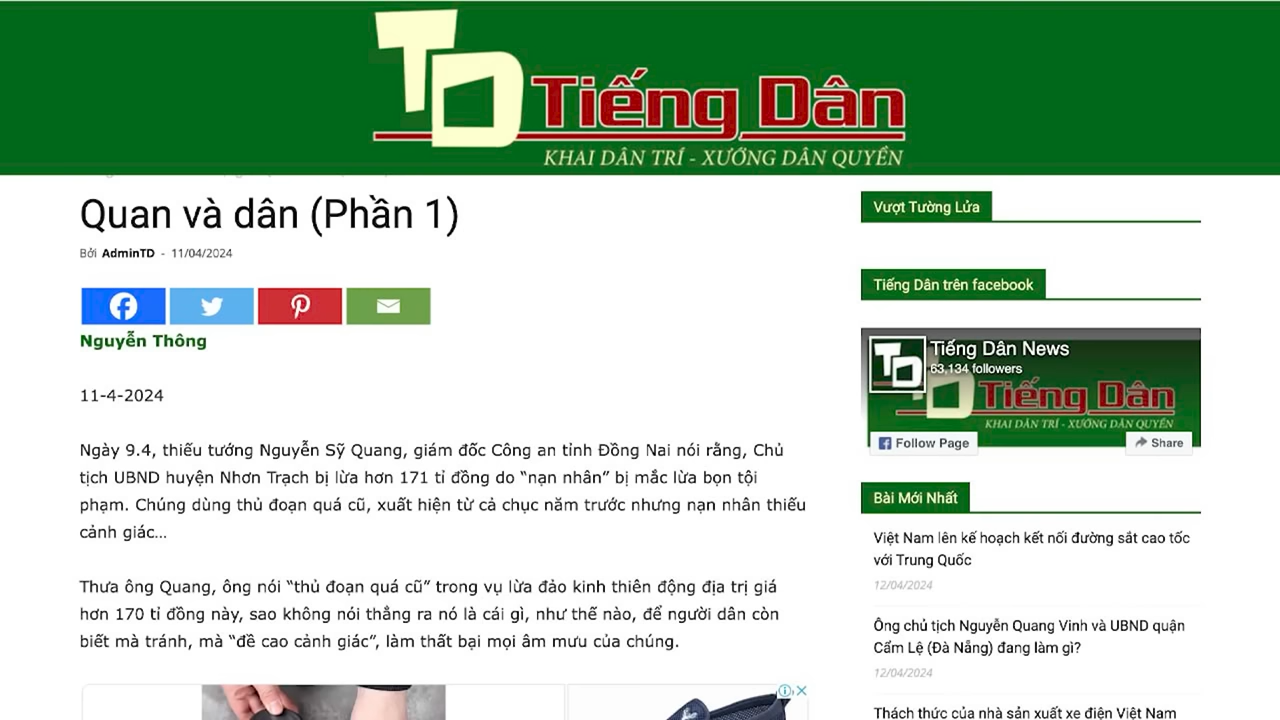 TD Tiếng Dân
KHAI DÂN TRÍ - XƯỚNG DÂN QUYỀN
Quan và dân (Phần 1)
Bởi AdminTD - 11/04/2024
Nguyễn Thông
11-4-2024
Ngày 9.4, thiếu tướng Nguyễn Sỹ Quang, giám đốc Công an tỉnh Đồng Nai nói rằng, Chủ
tịch UBND huyện Nhơn Trạch bị lừa hơn 171 tỉ đồng do “nạn nhân” bị mắc lừa bọn tội
phạm. Chúng dùng thủ đoạn quá cũ, xuất hiện từ cả chục năm trước nhưng nạn nhân thiếu
cảnh giác...
Thưa ông Quang, ông nói “thủ đoạn quá cũ” trong vụ lừa đảo kinh thiên động địa trị giá
hơn 170 tỉ đồng này, sao không nói thẳng ra nó là cái gì, như thế nào, để người dân còn
biết mà tránh, mà “đề cao cảnh giác”, làm thất bại mọi âm mưu của chúng.
Vượt Tường Lửa
Tiếng Dân trên facebook
TD Tiếng Dân News
63,134 followers
TD Tiếng Dân
KHAI DÂN TRÍ - XƯỚNG DÂN QUYỀN
Follow Page
Share
Bài Mới Nhất
Việt Nam lên kế hoạch kết nối đường sắt cao tốc
với Trung Quốc
12/04/2024
Ông chủ tịch Nguyễn Quang Vinh và UBND quận
Cẩm Lệ (Đà Nẵng) đang làm gì?
12/04/2024
Thách thức của nhà sản xuất xe điện Việt Nam